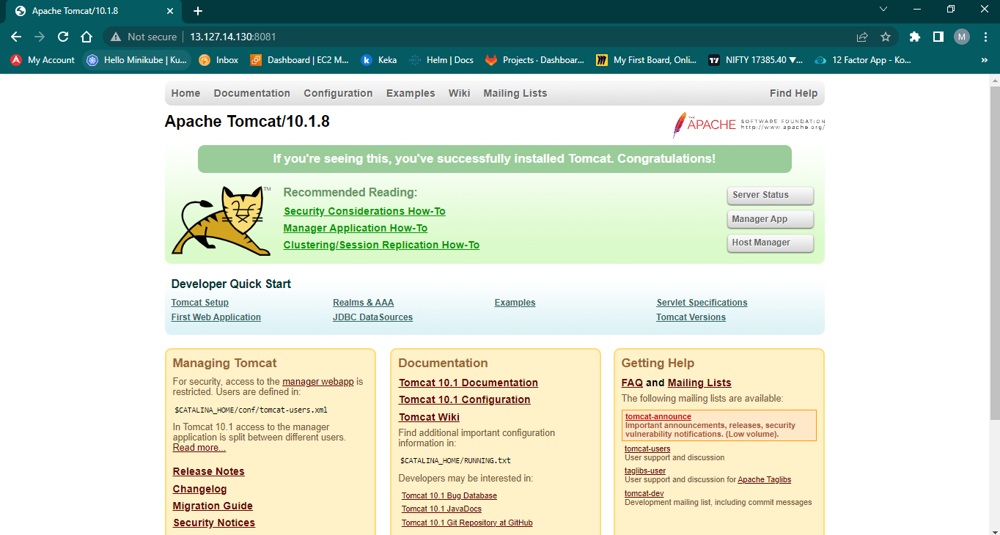 Apache Tomcat/10.1.8
Not secure 13.127.14.130:8081
M
My Account Hello Minikube | Ku... Inbox Dashboard | EC2 M... Keka Helm | Docs Projects · Dashboar... My First Board, Onli... NIFTY 17385.40 ▼... 12 Factor App - Ko... »
Home Documentation Configuration Examples Wiki Mailing Lists Find Help
Apache Tomcat/10.1.8
THE APACHE SOFTWARE FOUNDATION
http://www.apache.org/
If you're seeing this, you've successfully installed Tomcat. Congratulations!
TM
Recommended Reading:
Security Considerations How-To
Manager Application How-To
Clustering/Session Replication How-To
Server Status
Manager App
Host Manager
Developer Quick Start
Tomcat Setup Realms & AAA Examples Servlet Specifications
First Web Application JDBC DataSources Tomcat Versions
Managing Tomcat
For security, access to the manager webapp is
restricted. Users are defined in:
$CATALINA_HOME/conf/tomcat-users.xml
In Tomcat 10.1 access to the manager
application is split between different users.
Read more...
Release Notes
Changelog
Migration Guide
Security Notices
Documentation
Tomcat 10.1 Documentation
Tomcat 10.1 Configuration
Tomcat Wiki
Find additional important configuration
information in:
$CATALINA_HOME/RUNNING.txt
Developers may be interested in:
Tomcat 10.1 Bug Database
Tomcat 10.1 JavaDocs
Tomcat 10.1 Git Repository at GitHub
Getting Help
FAQ and Mailing Lists
The following mailing lists are available:
tomcat-announce
Important announcements, releases, security
vulnerability notifications. (Low volume).
tomcat-users
User support and discussion
taglibs-user
User support and discussion for Apache Taglibs
tomcat-dev
Development mailing list, including commit messages